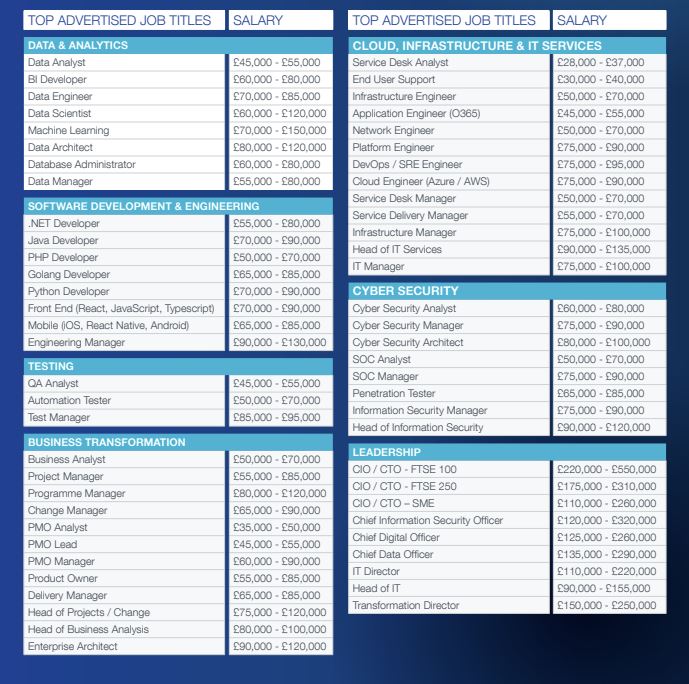 TOP ADVERTISED JOB TITLES SALARY
DATA & ANALYTICS
Data Analyst £45,000 - £55,000
BI Developer £60,000 - £80,000
Data Engineer £70,000 - £85,000
Data Scientist £60,000 - £120,000
Machine Learning £70,000 - £150,000
Data Architect £80,000 - £120,000
Database Administrator £60,000 - £80,000
Data Manager £55,000 - £80,000
SOFTWARE DEVELOPMENT & ENGINEERING
.NET Developer £55,000 - £80,000
Java Developer £70,000 - £90,000
PHP Developer £50,000 - £70,000
Golang Developer £65,000 - £85,000
Python Developer £70,000 - £90,000
Front End (React, JavaScript, Typescript) £70,000 - £90,000
Mobile (iOS, React Native, Android) £65,000 - £85,000
Engineering Manager £90,000 - £130,000
TESTING
QA Analyst £45,000 - £55,000
Automation Tester £50,000 - £70,000
Test Manager £85,000 - £95,000
BUSINESS TRANSFORMATION
Business Analyst £50,000 - £70,000
Project Manager £55,000 - £85,000
Programme Manager £80,000 - £120,000
Change Manager £65,000 - £90,000
PMO Analyst £35,000 - £50,000
PMO Lead £45,000 - £55,000
PMO Manager £60,000 - £90,000
Product Owner £55,000 - £85,000
Delivery Manager £65,000 - £85,000
Head of Projects / Change £75,000 - £120,000
Head of Business Analysis £80,000 - £100,000
Enterprise Architect £90,000 - £120,000
TOP ADVERTISED JOB TITLES SALARY
CLOUD, INFRASTRUCTURE & IT SERVICES
Service Desk Analyst £28,000 - £37,000
End User Support £30,000 - £40,000
Infrastructure Engineer £50,000 - £70,000
Application Engineer (O365) £45,000 - £55,000
Network Engineer £50,000 - £70,000
Platform Engineer £75,000 - £90,000
DevOps / SRE Engineer £75,000 - £95,000
Cloud Engineer (Azure / AWS) £75,000 - £90,000
Service Desk Manager £50,000 - £70,000
Service Delivery Manager £55,000 - £70,000
Infrastructure Manager £75,000 - £100,000
Head of IT Services £90,000 - £135,000
IT Manager £75,000 - £100,000
CYBER SECURITY
Cyber Security Analyst £60,000 - £80,000
Cyber Security Manager £75,000 - £90,000
Cyber Security Architect £80,000 - £100,000
SOC Analyst £50,000 - £70,000
SOC Manager £75,000 - £90,000
Penetration Tester £65,000 - £85,000
Information Security Manager £75,000 - £90,000
Head of Information Security £90,000 - £120,000
LEADERSHIP
CIO / CTO - FTSE 100 £220,000 - £550,000
CIO / CTO - FTSE 250 £175,000 - £310,000
CIO / CTO – SME £110,000 - £260,000
Chief Information Security Officer £120,000 - £320,000
Chief Digital Officer £125,000 - £260,000
Chief Data Officer £135,000 - £290,000
IT Director £110,000 - £220,000
Head of IT £90,000 - £155,000
Transformation Director £150,000 - £250,000